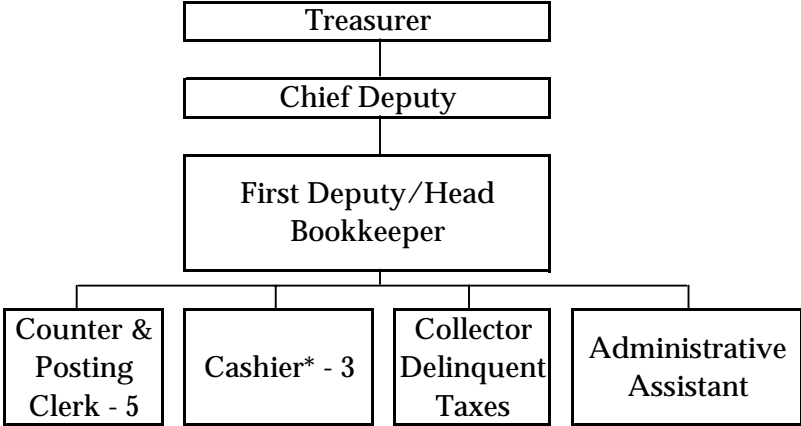 Treasurer
Chief Deputy
First Deputy/Head
Bookkeeper
Counter &
Posting
Clerk - 5
Cashier* - 3
Collector
Delinquent
Taxes
Administrative
Assistant